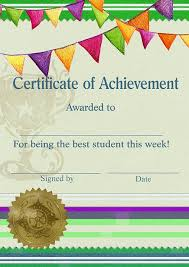 Certificate of Achievement
Awarded to
For being the best student this week!
Signed by Date